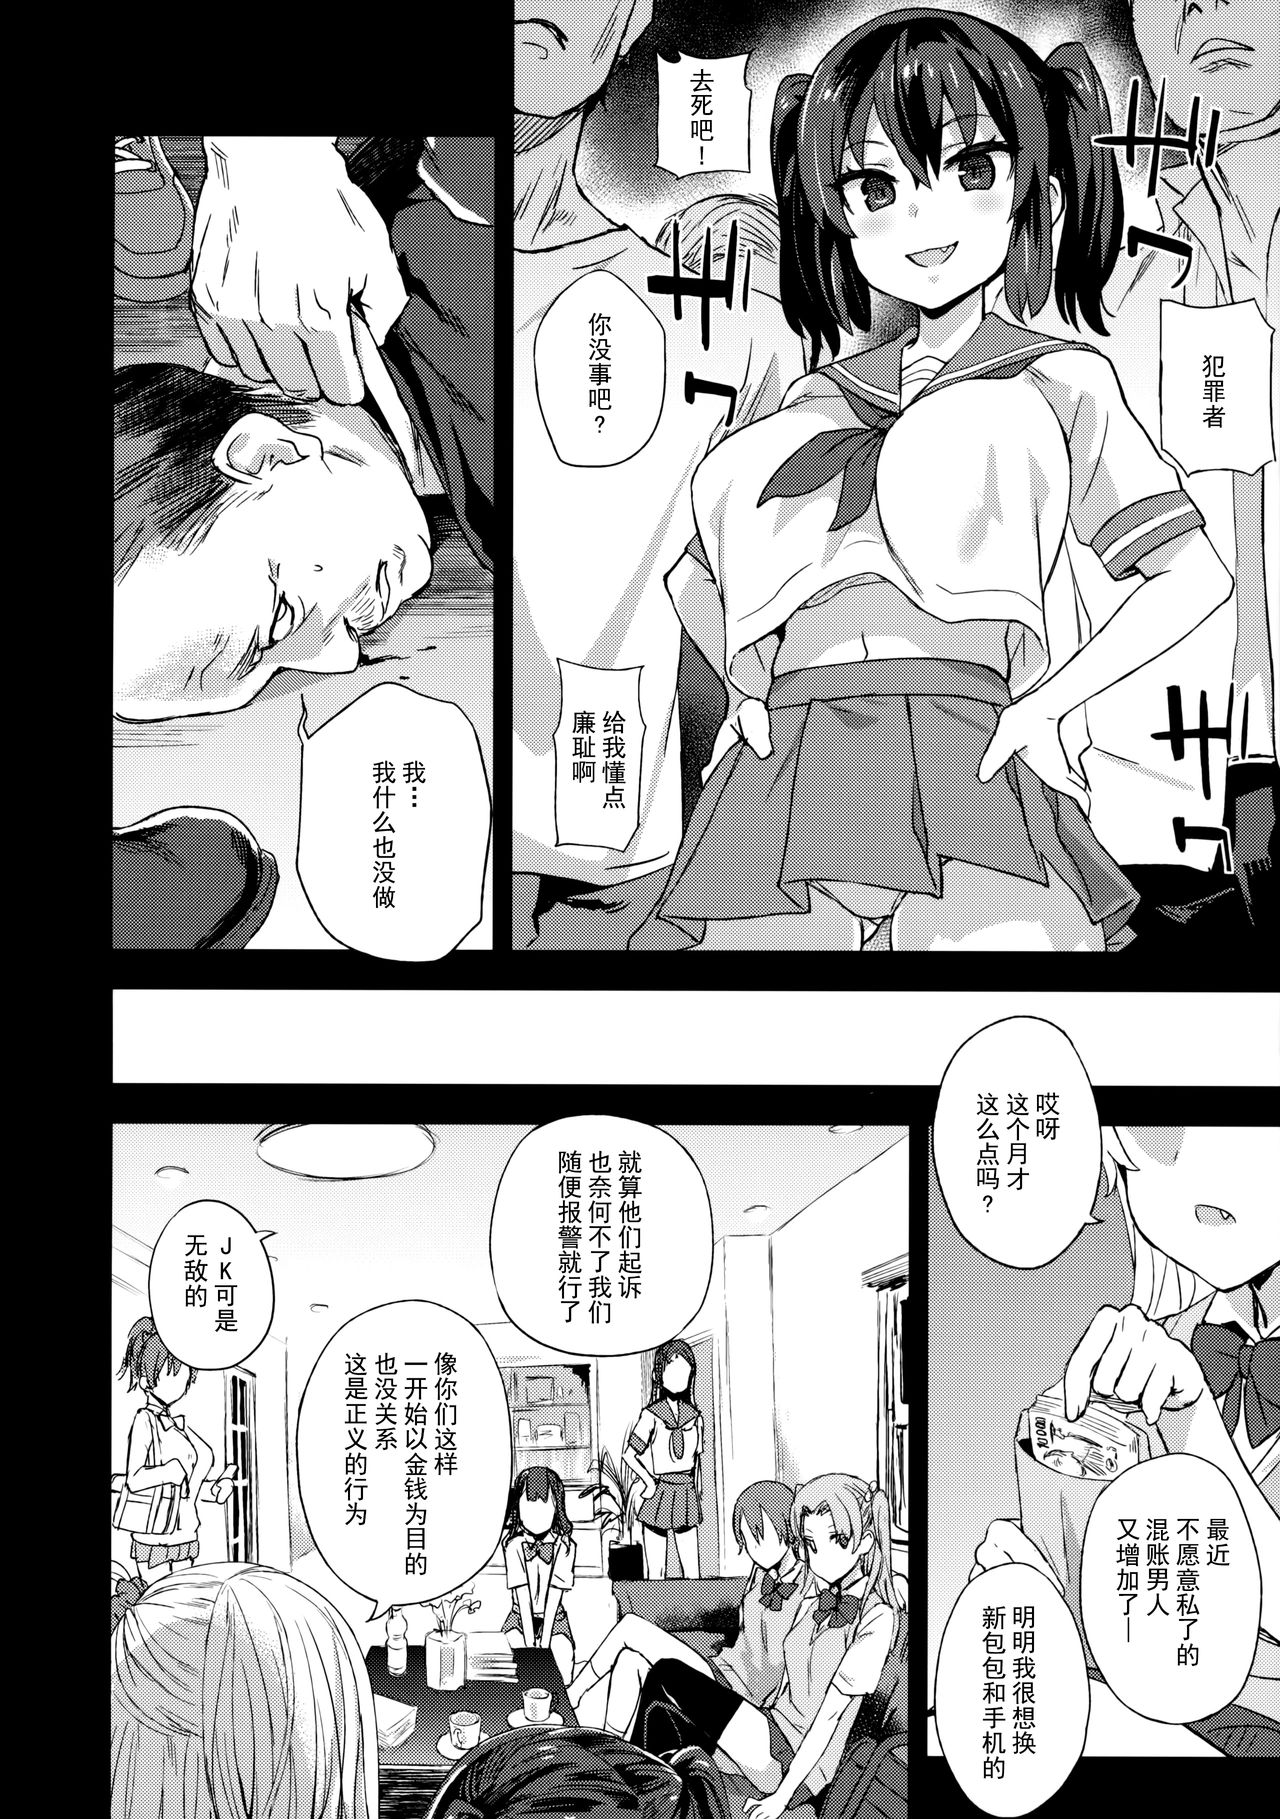 犯罪者
去死吧！
你没事吧？
给我懂点
廉耻啊
我…
我什么也没做
哎呀
这个月才
这么点吗？
10000
最近
不愿意私了的
混账男人
又增加了—
明明我很想换
新包包和手机的
就算他们起诉
也奈何不了我们
随便报警就行了
像你们这样
一开始以金钱为目的
也没关系
这是正义的行为
JK可是
无敌的